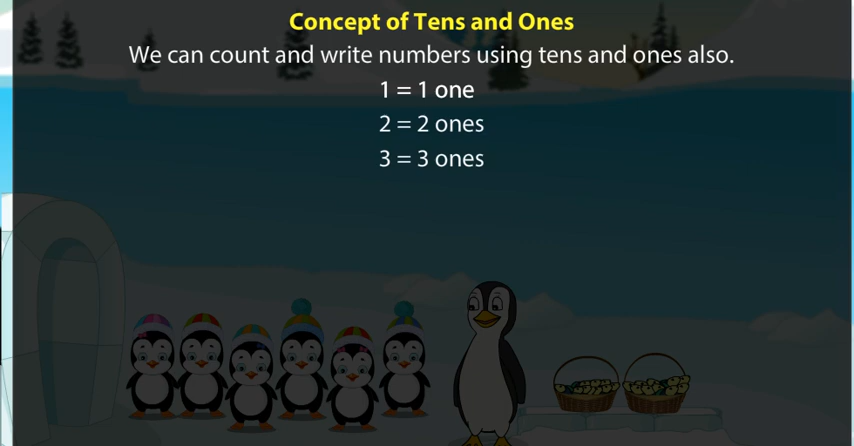 Concept of Tens and Ones
We can count and write numbers using tens and ones also.
1 = 1 one
2 = 2 ones
3 = 3 ones